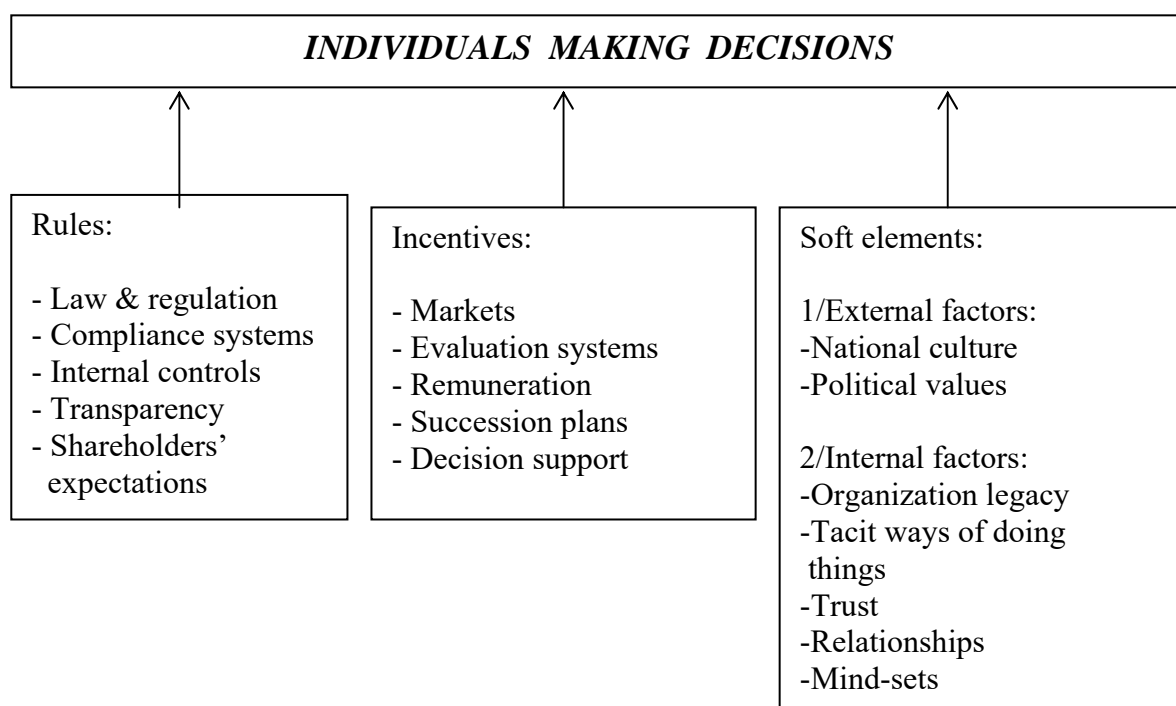 INDIVIDUALS MAKING DECISIONS
Rules:
- Law & regulation
- Compliance systems
- Internal controls
- Transparency
- Shareholders’
expectations
Incentives:
- Markets
- Evaluation systems
- Remuneration
- Succession plans
- Decision support
Soft elements:
1/External factors:
-National culture
-Political values
2/Internal factors:
-Organization legacy
-Tacit ways of doing
things
-Trust
-Relationships
-Mind-sets